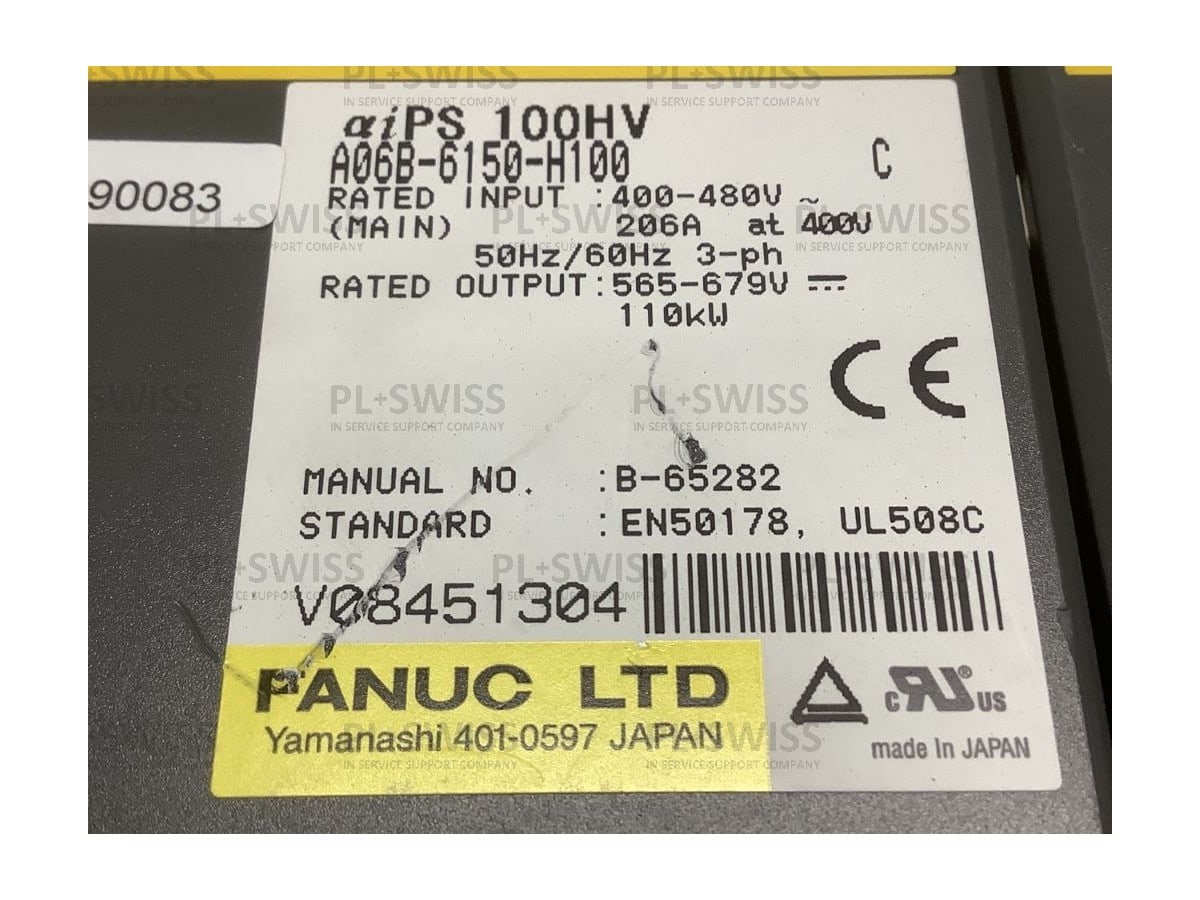 αiPS 100HV
A06B-6150-H100
C
RATED INPUT :400-480V ~
(MAIN) 206A at 400V
50Hz/60Hz 3-ph
RATED OUTPUT:565-679V
110kW
90083
CE
MANUAL NO. :B-65282
STANDARD :EN50178, UL508C
V08451304
FANUC LTD
Yamanashi 401-0597 JAPAN
c RU ® US
made in JAPAN
PL+SWISS
IN SERVICE SUPPORT COMPANY